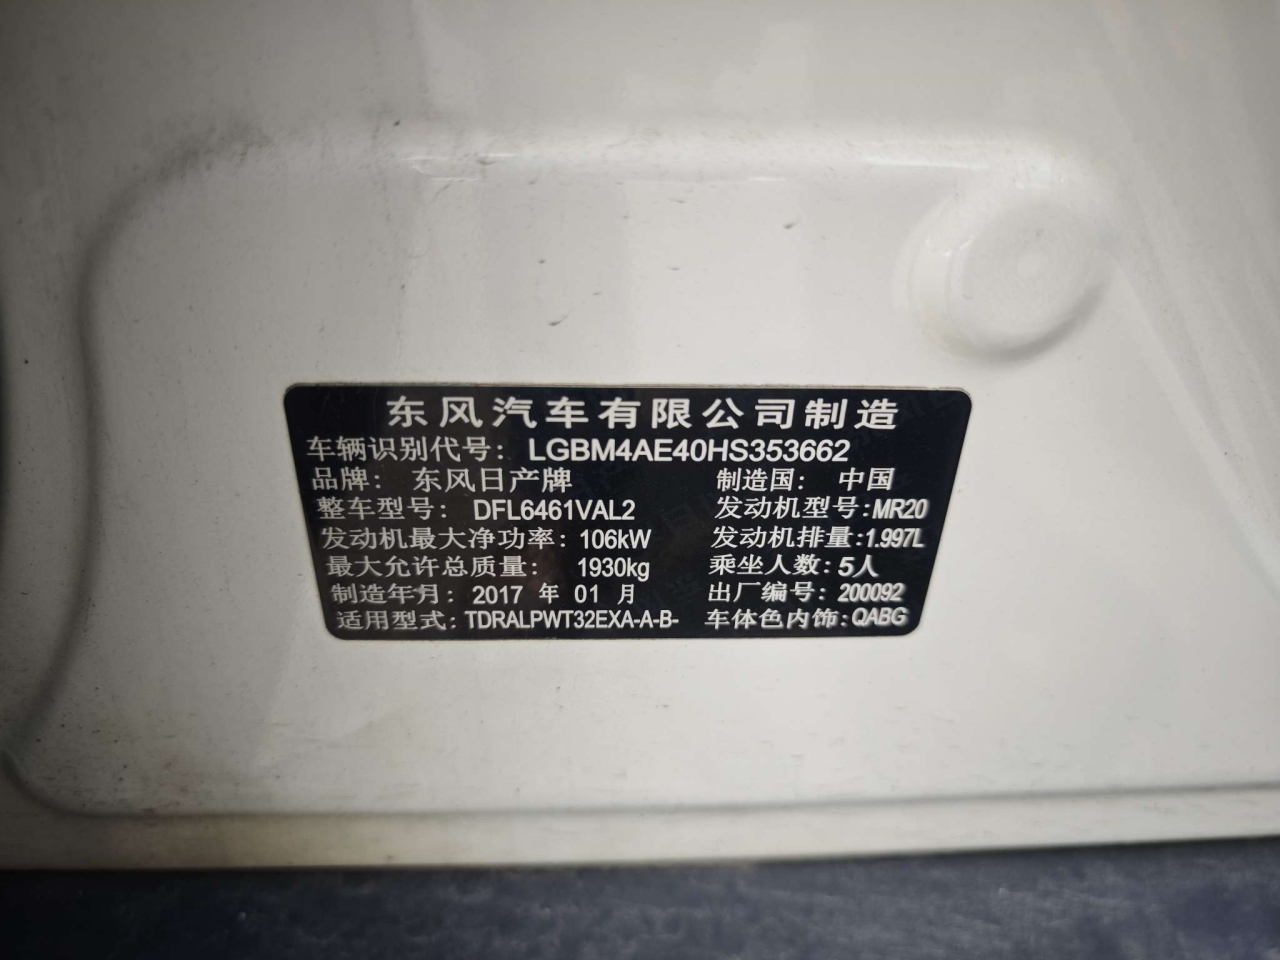 东风汽车有限公司制造
车辆识别代号：LGBM4AE40HS353662
品牌：东风日产牌 制造国：中国
整车型号：DFL6461VAL2 发动机型号：MR20
发动机最大净功率：106kW 发动机排量：1.997L
最大允许总质量：1930kg 乘坐人数：5人
制造年月：2017 年 01 月 出厂编号：200092
适用型式：TDRALPWT32EXA-A-B- 车体色内饰：QABG